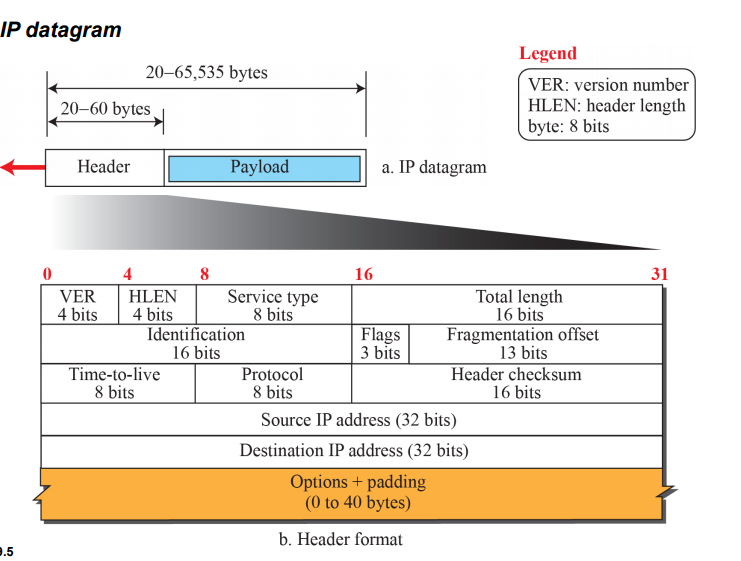 IP datagram
Legend
20–65,535 bytes
VER: version number
HLEN: header length
byte: 8 bits
20–60 bytes
Header
Payload
a. IP datagram
0 4 8 16 31
VER HLEN Service type Total length
4 bits 4 bits 8 bits 16 bits
Identification Flags Fragmentation offset
16 bits 3 bits 13 bits
Time-to-live Protocol Header checksum
8 bits 8 bits 16 bits
Source IP address (32 bits)
Destination IP address (32 bits)
Options + padding
(0 to 40 bytes)
b. Header format
.5